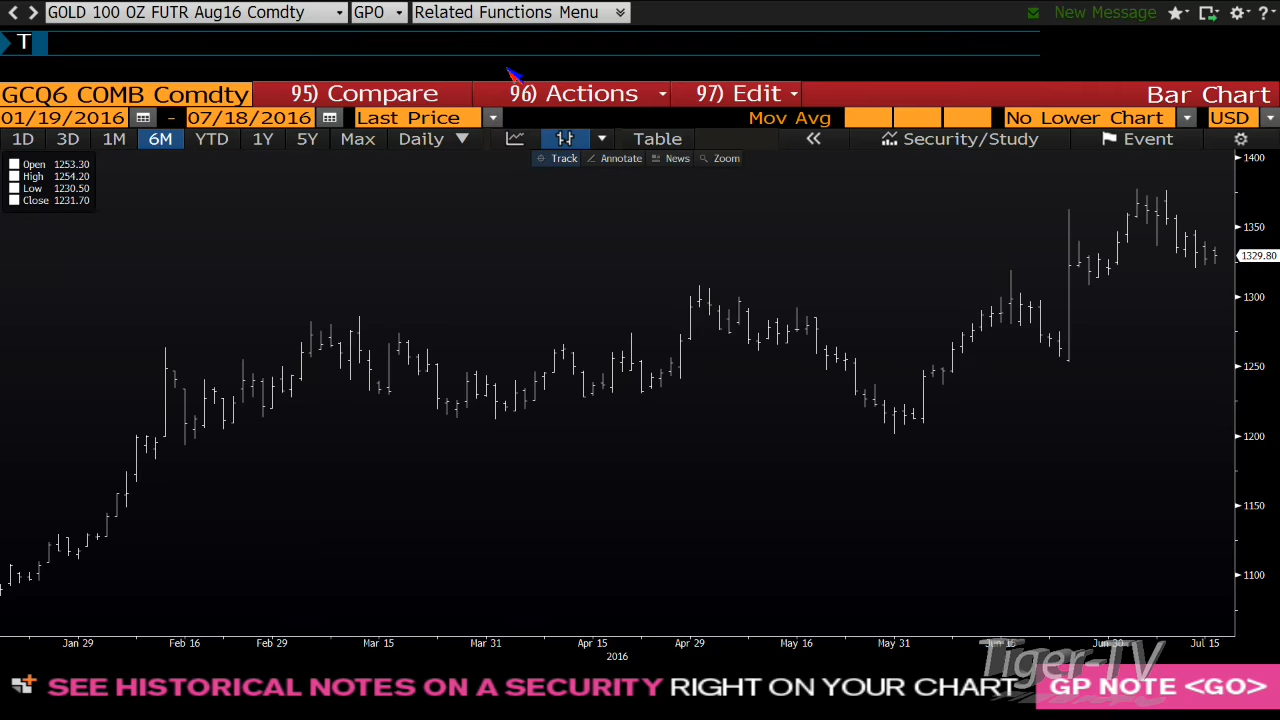 GOLD 100 OZ FUTR Aug16 Comdty GPO Related Functions Menu New Message
T
GCQ6 COMB Comdty 95) Compare 96) Actions 97) Edit Bar Chart
01/19/2016 - 07/18/2016 Last Price Mov Avg No Lower Chart USD
1D 3D 1M 6M YTD 1Y 5Y Max Daily Table Security/Study Event
Track Annotate News Zoom
Open 1253.30
High 1254.20
Low 1230.50
Close 1231.70
1400
1350
1329.80
1300
1250
1200
1150
1100
Jan 29 Feb 16 Feb 29 Mar 15 Mar 31 Apr 15 Apr 29 May 16 May 31 Jun 15 Jun 30 Jul 15
2016
Tiger-TV
SEE HISTORICAL NOTES ON A SECURITY RIGHT ON YOUR CHART GP NOTE <GO>